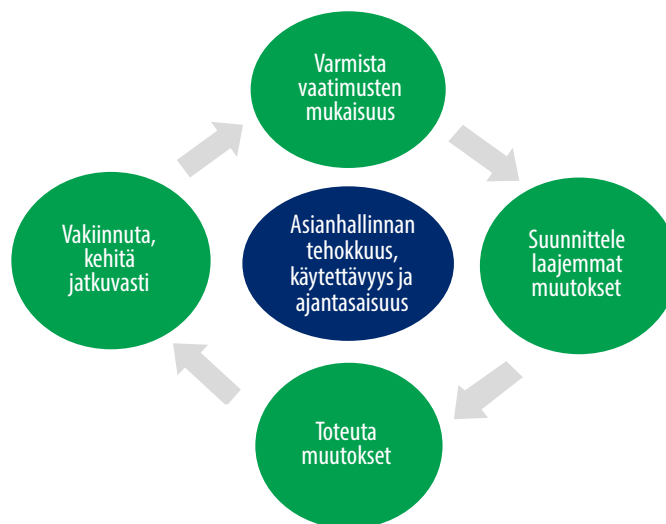 Varmista
vaatimusten
mukaisuus
Vakiinnuta,
kehitä
jatkuvasti
Asianhallinnan
tehokkuus,
käytettävyys ja
ajantasaisuus
Suunnittele
laajemmat
muutokset
Toteuta
muutokset